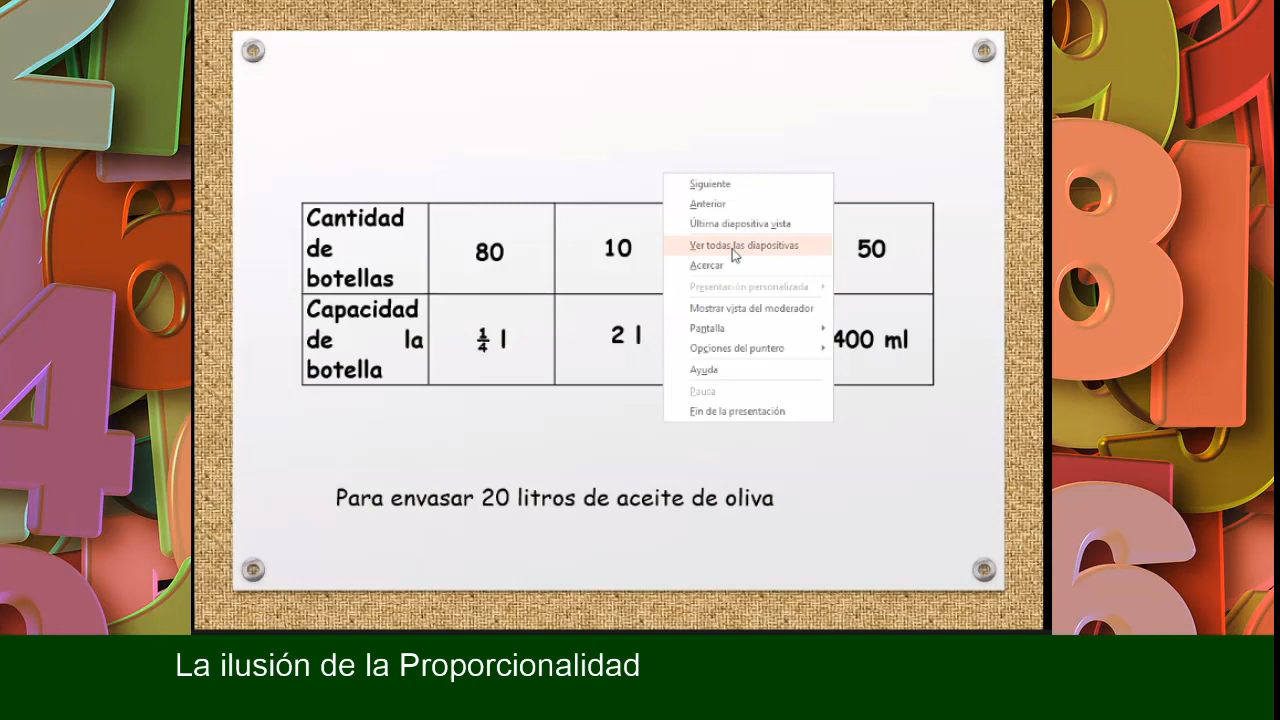 Cantidad
de
botellas
80
10
50
Capacidad
de la
botella
¼ l
2 l
400 ml
Siguiente
Anterior
Última diapositiva vista
Ver todas las diapositivas
Acercar
Presentación personalizada
Mostrar vista del moderador
Pantalla
Opciones del puntero
Ayuda
Pausa
Fin de la presentación
Para envasar 20 litros de aceite de oliva
La ilusión de la Proporcionalidad